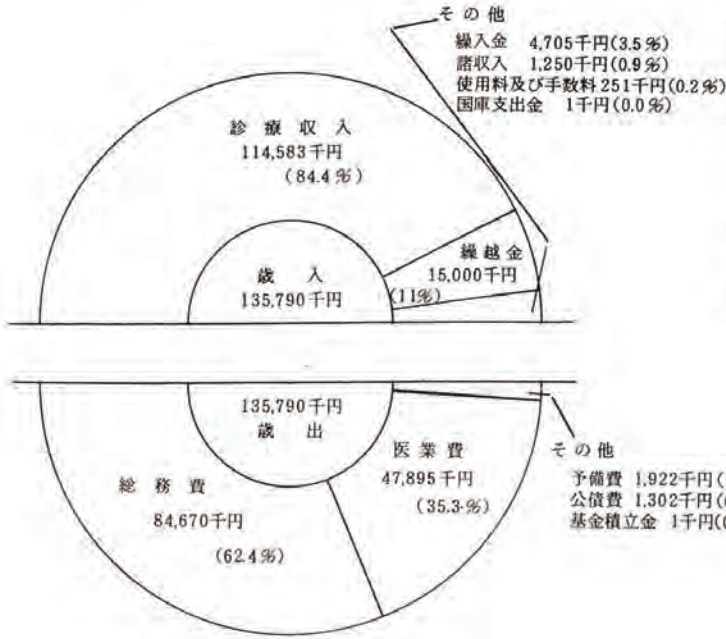 その他
繰入金 4,705千円(3.5%)
諸収入 1,250千円(0.9%)
使用料及び手数料 251千円(0.2%)
国庫支出金 1千円(0.0%)
診療収入
114,583千円
(84.4%)
繰越金
15,000千円
(11%)
歳入
135,790千円
135,790千円
歳出
医業費
47,895千円
(35.3%)
総務費
84,670千円
(62.4%)
その他
予備費 1,922千円(
公債費 1,302千円(
基金積立金 1千円(